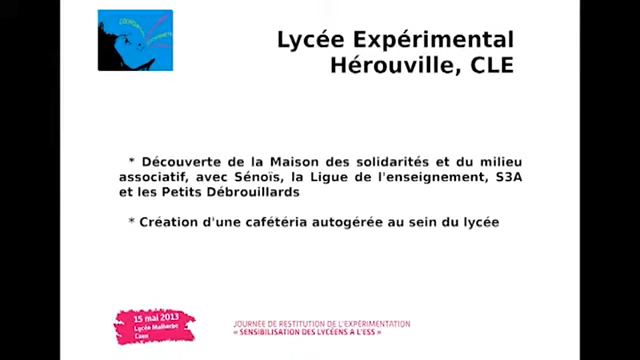 Lycée Expérimental
Hérouville, CLE
* Découverte de la Maison des solidarités et du milieu
associatif, avec Sénoïs, la Ligue de l'enseignement, S3A
et les Petits Débrouillards
* Création d'une cafétéria autogérée au sein du lycée
15 mai 2013
Lycée Malherbe
Caen
JOURNÉE DE RESTITUTION DE L'EXPÉRIMENTATION
« SENSIBILISATION DES LYCÉENS A L'ESS »